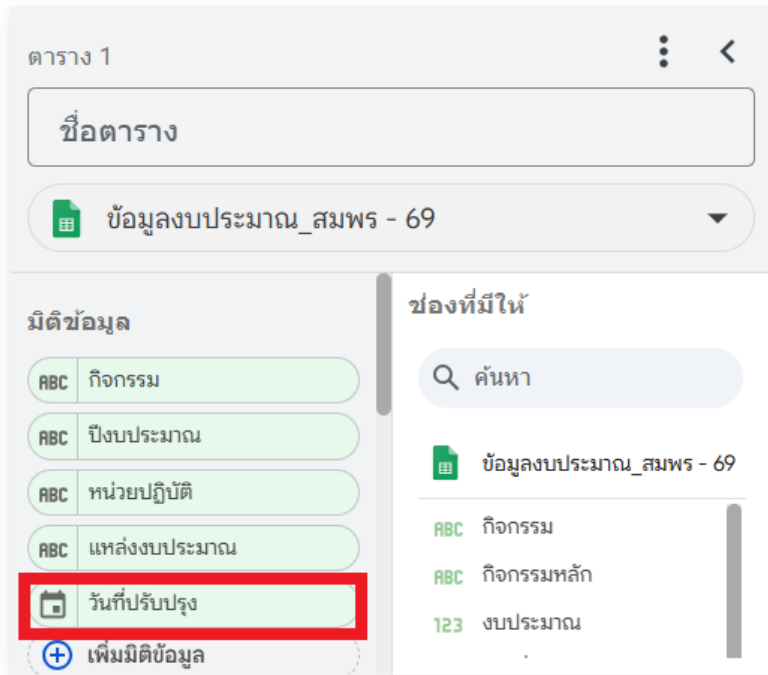 ตาราง 1
ชื่อตาราง
ข้อมูลงบประมาณ_สมพร - 69
มิติข้อมูล
ABC กิจกรรม
ABC ปีงบประมาณ
ABC หน่วยปฏิบัติ
ABC แหล่งงบประมาณ
วันที่ปรับปรุง
เพิ่มมิติข้อมูล
ช่องที่มีให้
ค้นหา
ข้อมูลงบประมาณ_สมพร - 69
ABC กิจกรรม
ABC กิจกรรมหลัก
123 งบประมาณ